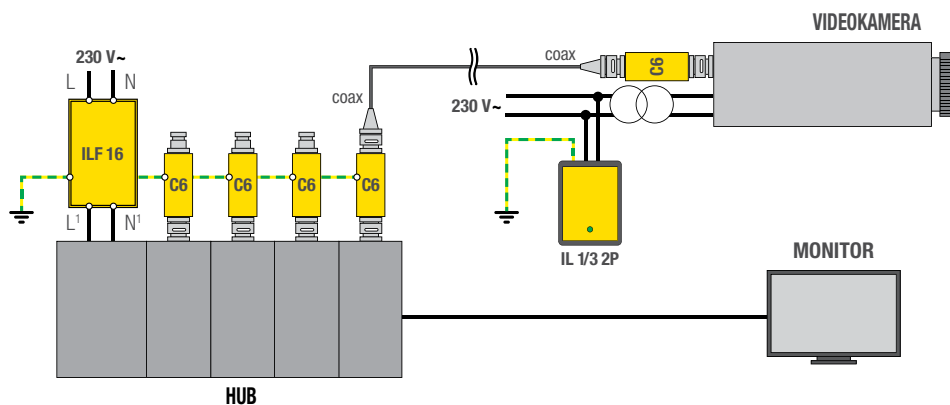 VIDEOKAMERA
230 V~
L N
coax
coax
C6
230 V~
ILF 16
C6
C6
C6
C6
L¹ N¹
IL 1/3 2P
MONITOR
HUB